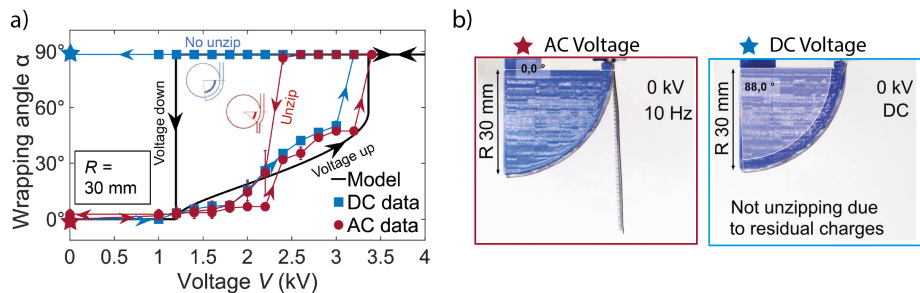 a)
Wrapping angle α
90°
60°
30°
0°
No unzip
Voltage down
Unzip
Voltage up
R =
30 mm
Model
DC data
AC data
0
0.5
1
1.5
2
2.5
3
3.5
4
Voltage V (kV)
b)
AC Voltage
0,0 °
R 30 mm
0 kV
10 Hz
DC Voltage
88,0 °
R 30 mm
0 kV
DC
Not unzipping due
to residual charges